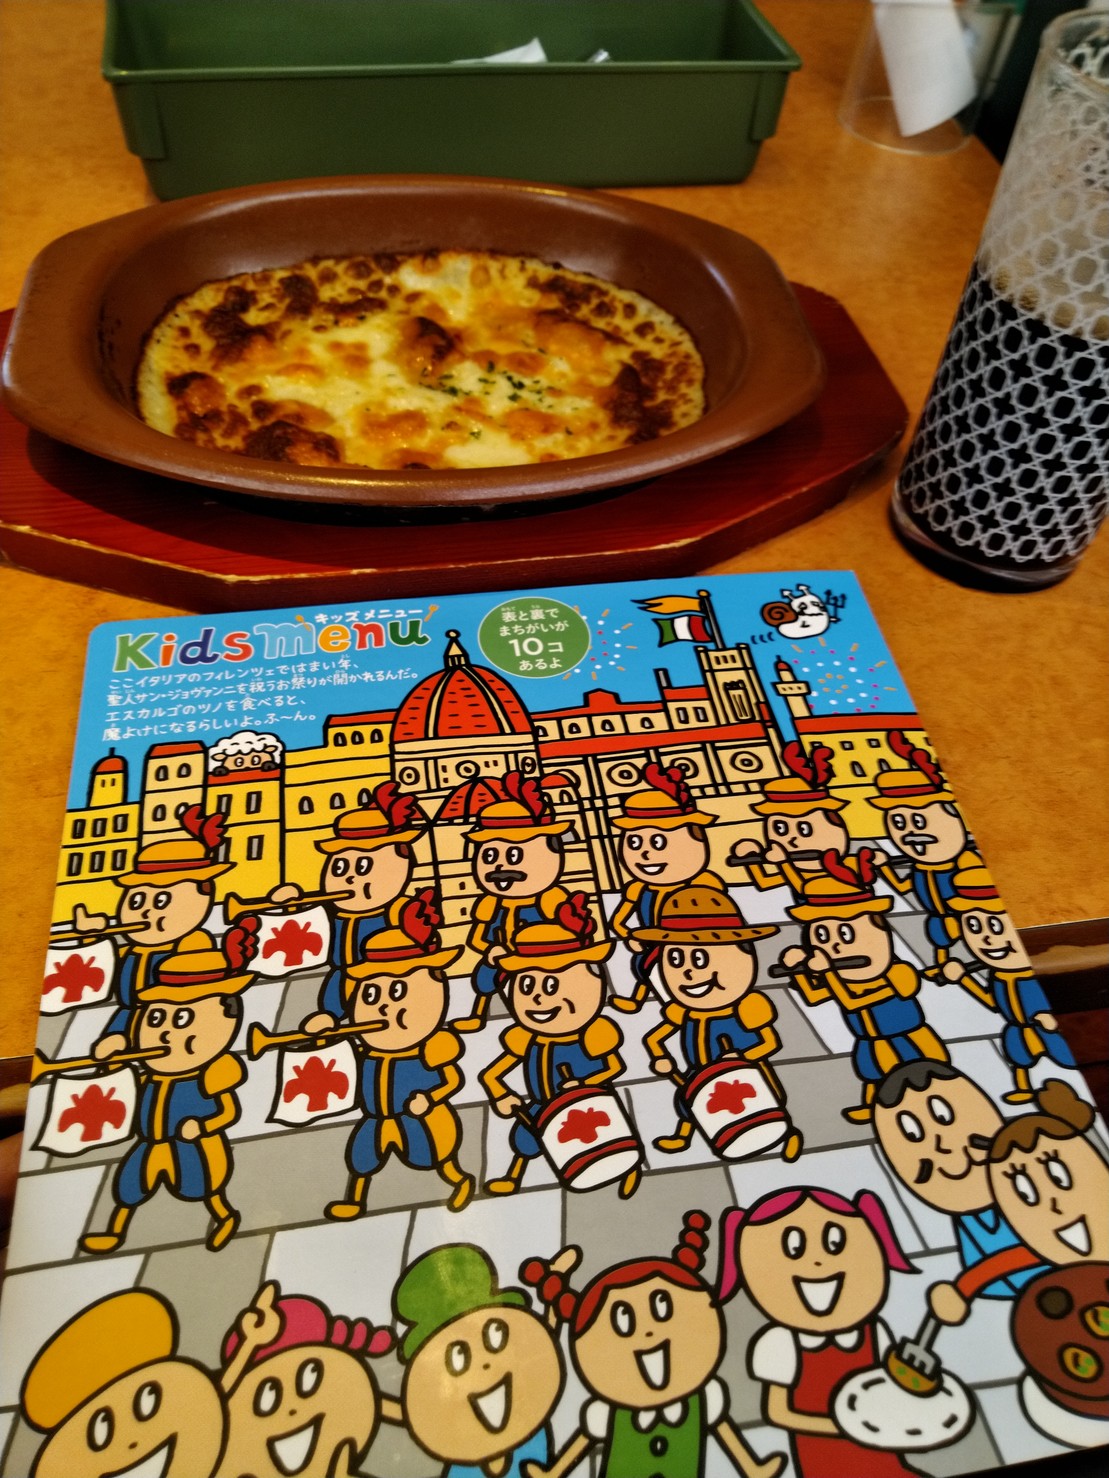 キッズメニュー
Kids menu
ここイタリアのフィレンツェではまい年、
聖人サン・ジョヴァンニを祝うお祭りが開かれるんだ。
エスカルゴのツノを食べると、
魔よけになるらしいよ。ふ〜ん。
表と裏で
まちがいが
10コ
あるよ